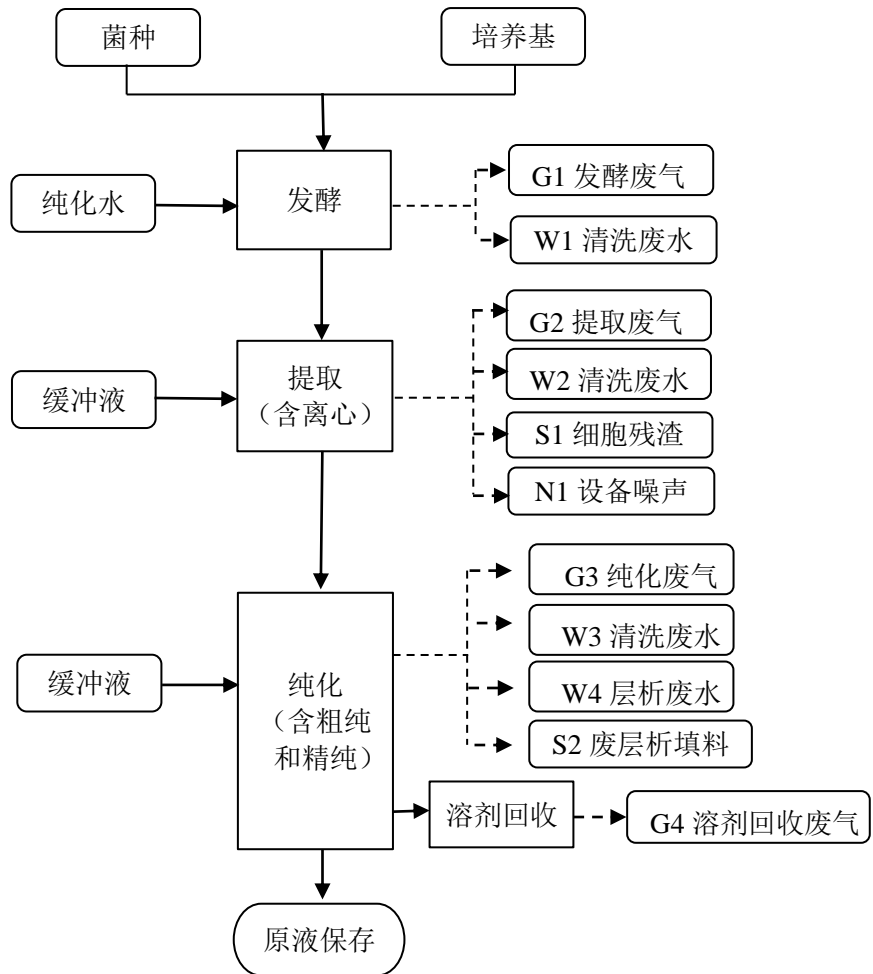 菌种
培养基
纯化水
发酵
G1 发酵废气
W1 清洗废水
缓冲液
提取
（含离心）
G2 提取废气
W2 清洗废水
S1 细胞残渣
N1 设备噪声
缓冲液
纯化
（含粗纯
和精纯）
G3 纯化废气
W3 清洗废水
W4 层析废水
S2 废层析填料
溶剂回收
G4 溶剂回收废气
原液保存